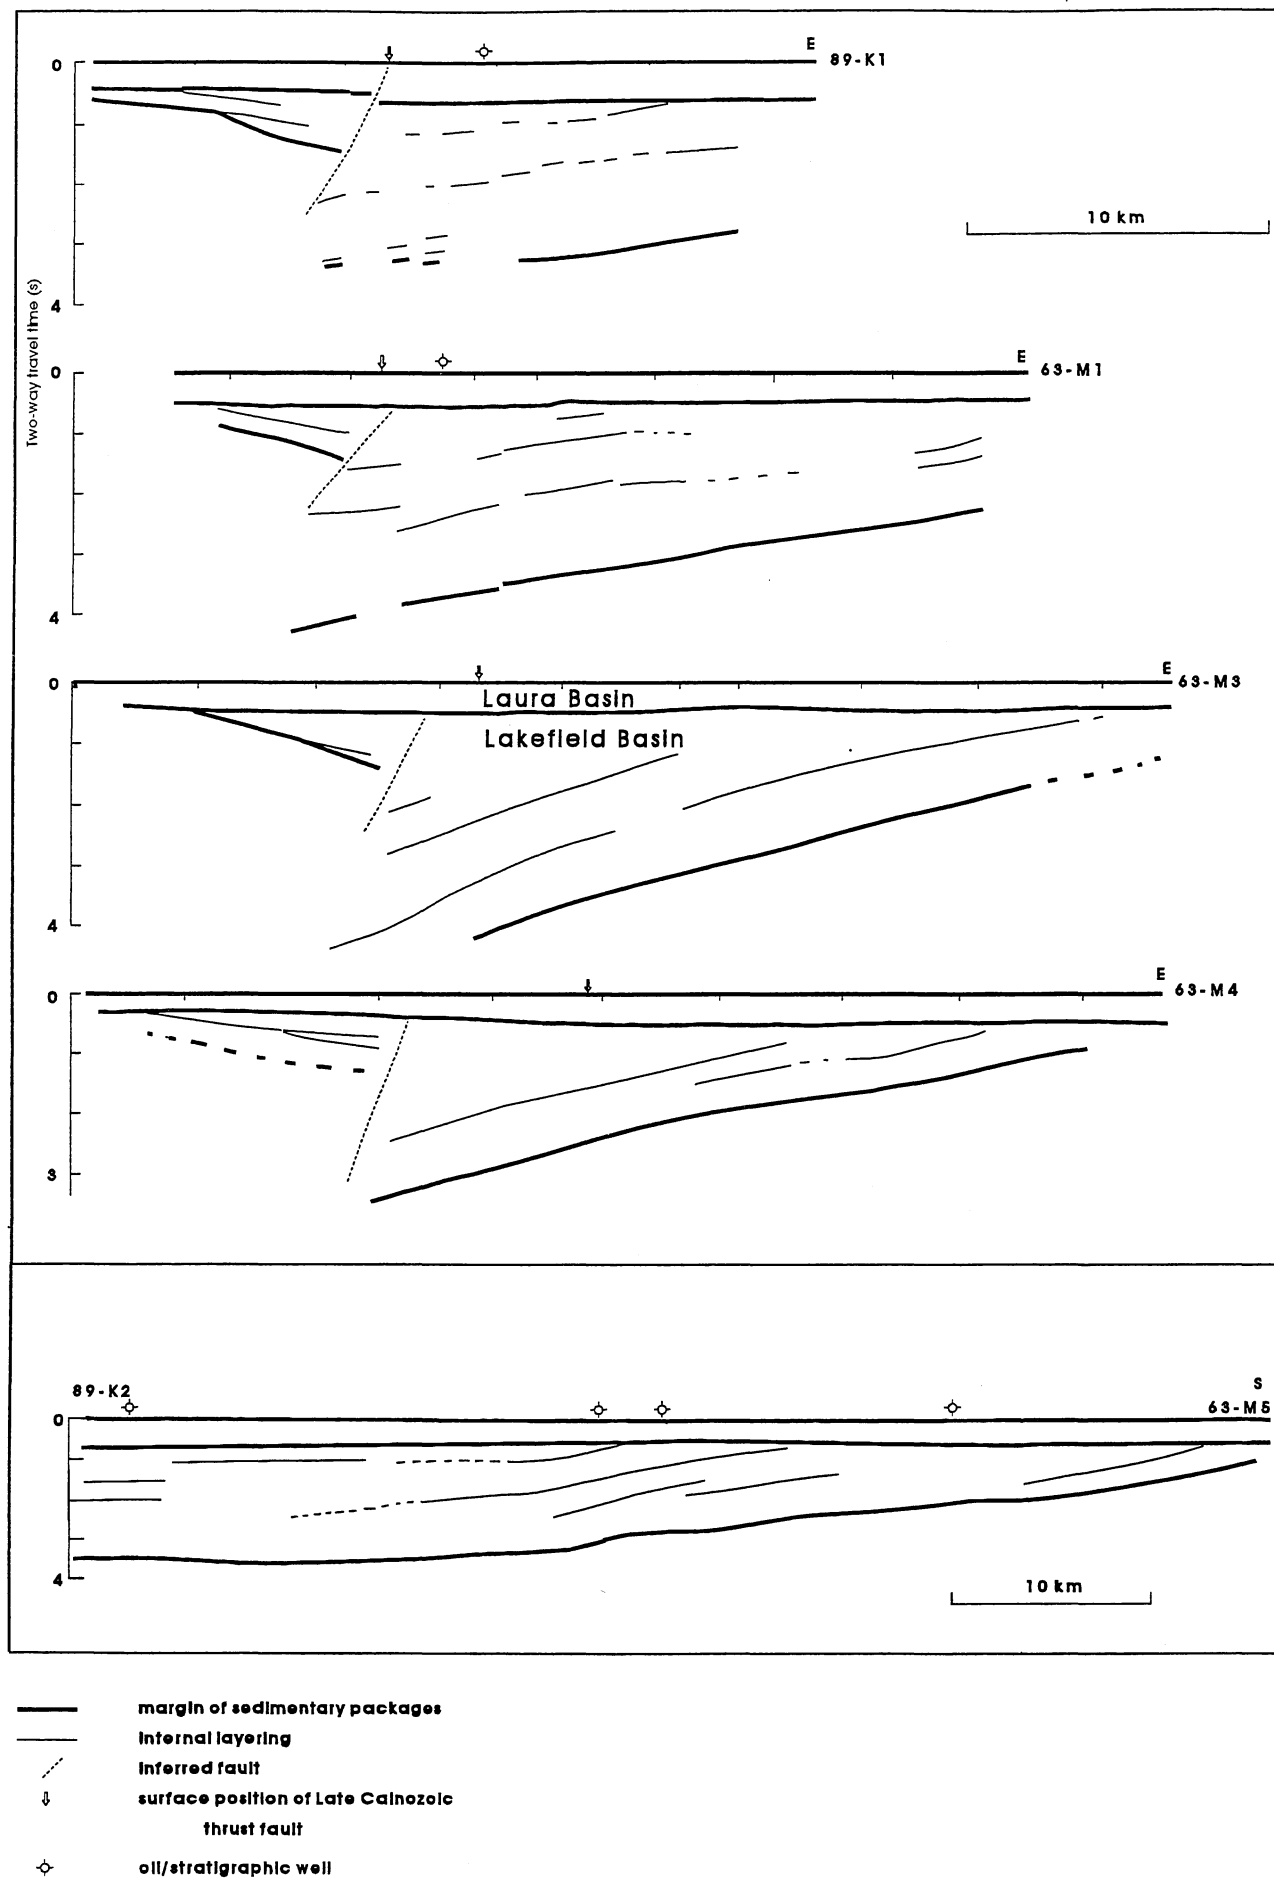 E
89-K1
0
10 km
4
Two-way travel time (s)
E
63-M1
0
4
E
63-M3
0
Laura Basin
Lakefield Basin
4
E
63-M4
0
3
89-K2
S
63-M5
0
4
10 km
margin of sedimentary packages
internal layering
inferred fault
surface position of Late Cainozoic
thrust fault
oil/stratigraphic well